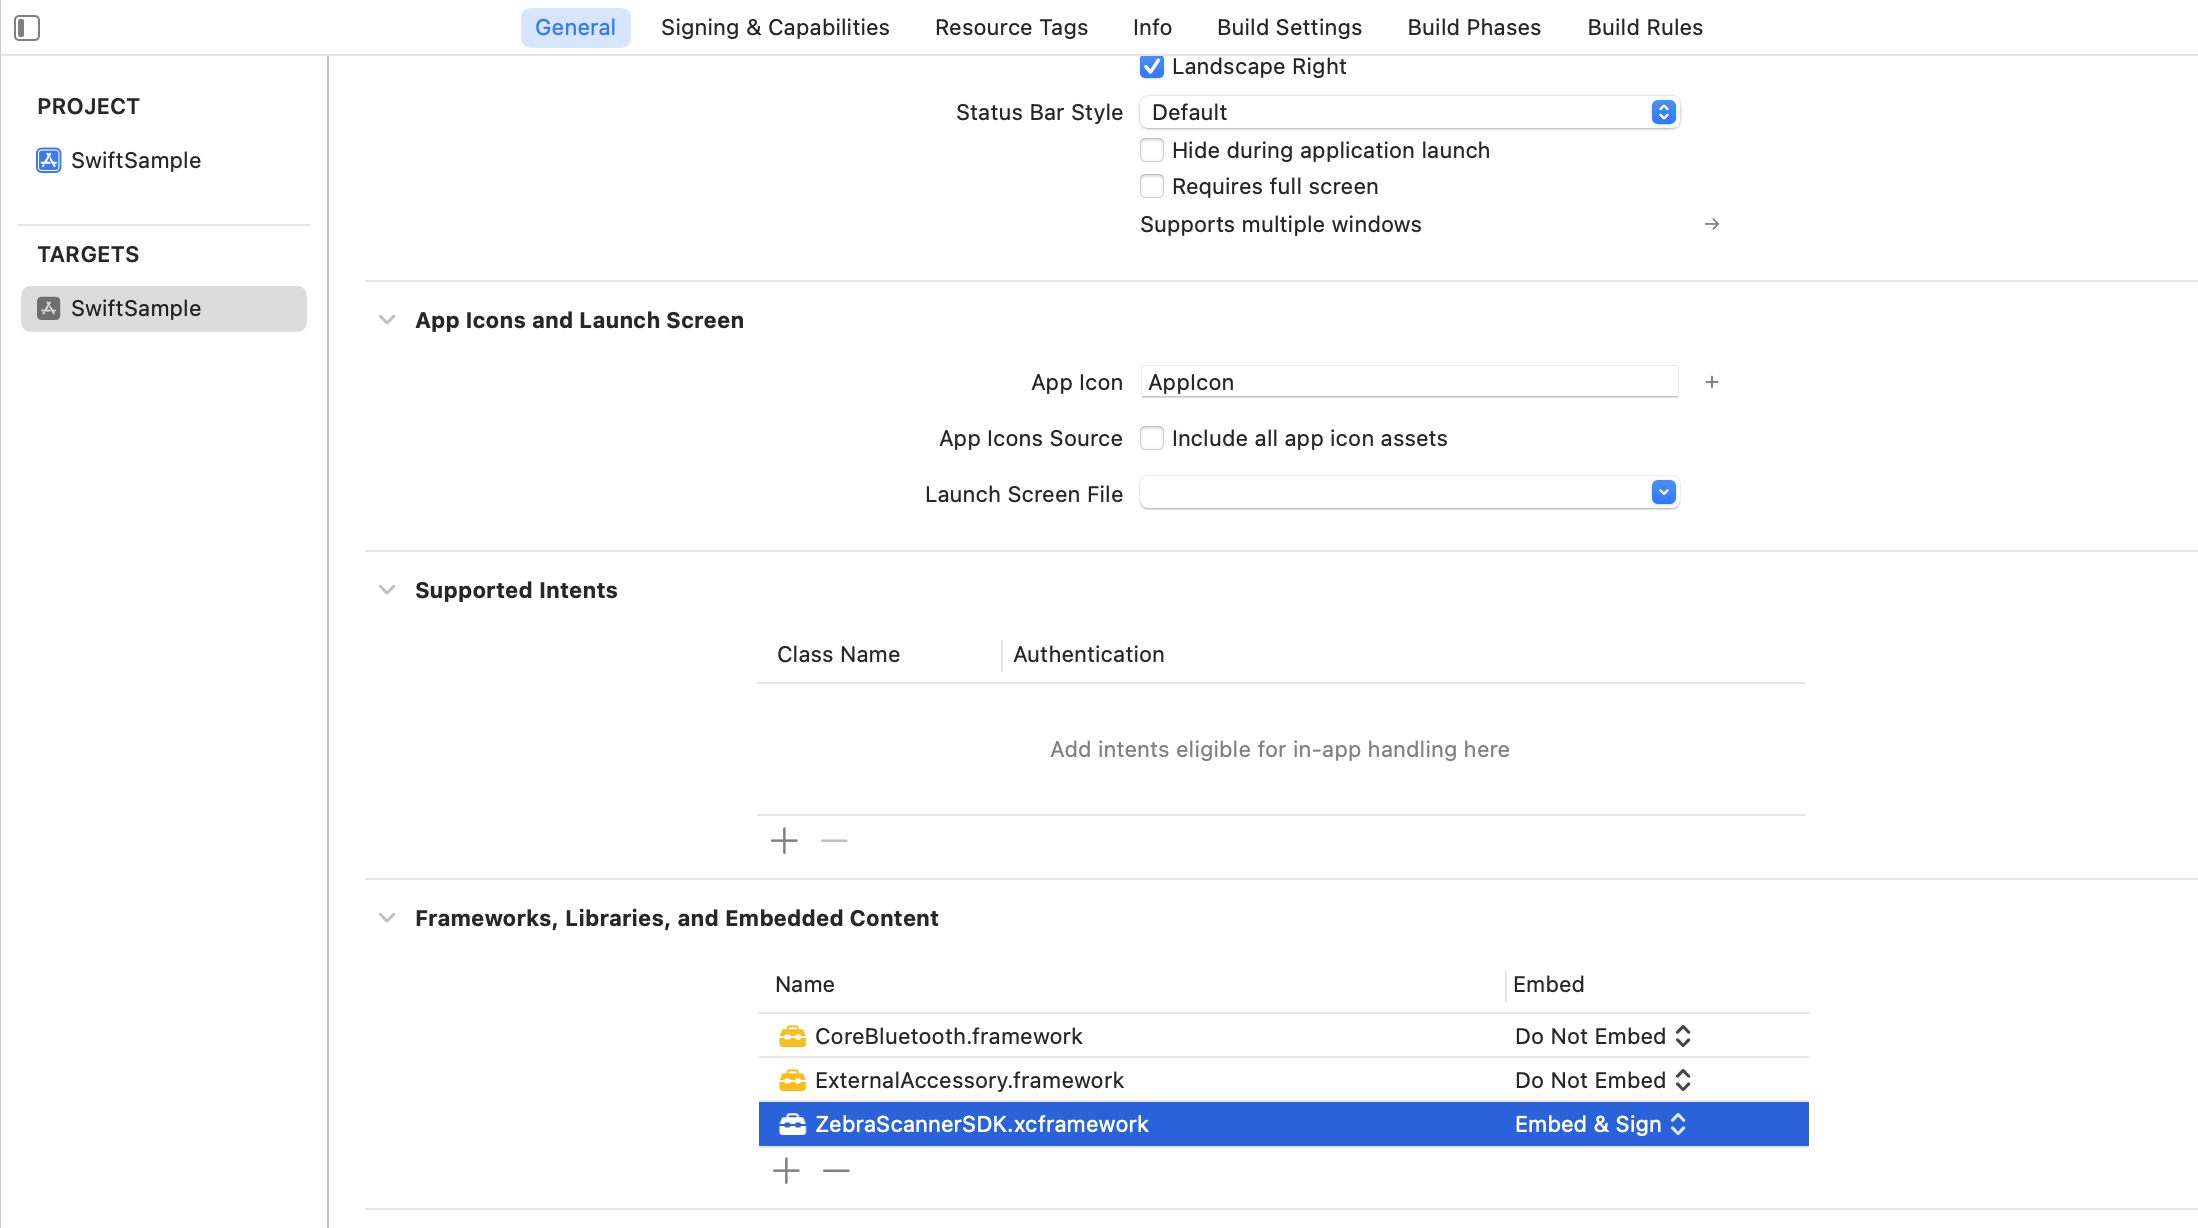 General Signing & Capabilities Resource Tags Info Build Settings Build Phases Build Rules
PROJECT
SwiftSample
TARGETS
SwiftSample
Landscape Right
Status Bar Style Default
Hide during application launch
Requires full screen
Supports multiple windows
App Icons and Launch Screen
App Icon AppIcon
App Icons Source Include all app icon assets
Launch Screen File
Supported Intents
Class Name Authentication
Add intents eligible for in-app handling here
Frameworks, Libraries, and Embedded Content
Name Embed
CoreBluetooth.framework Do Not Embed
ExternalAccessory.framework Do Not Embed
ZebraScannerSDK.xcframework Embed & Sign